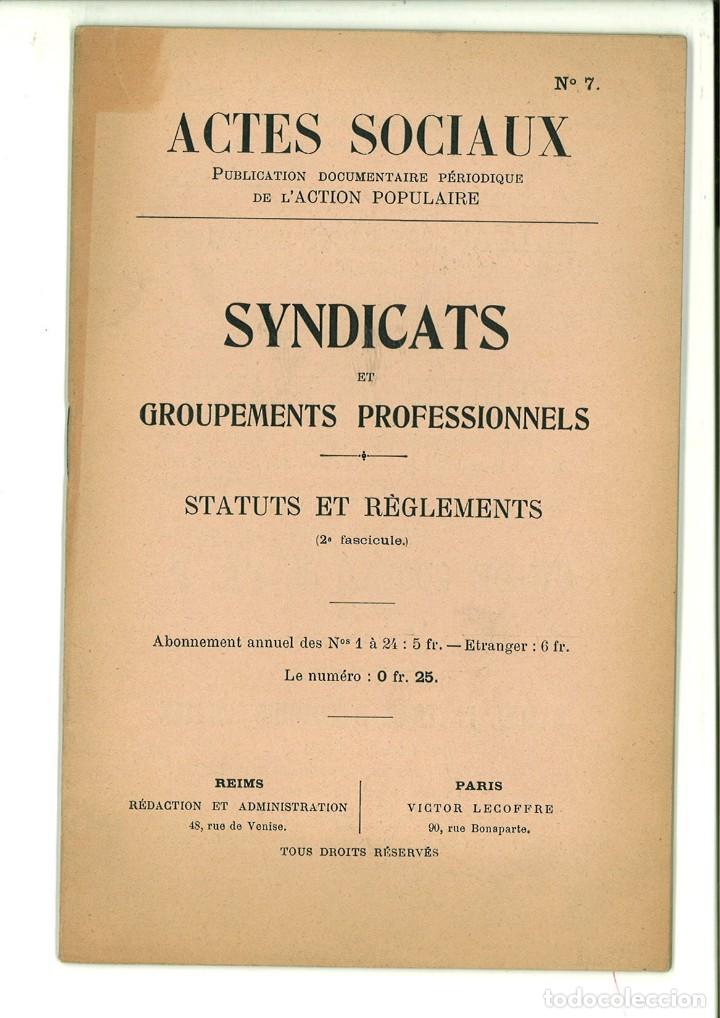 Nº 7.
ACTES SOCIAUX
PUBLICATION DOCUMENTAIRE PÉRIODIQUE
DE L'ACTION POPULAIRE
SYNDICATS
ET
GROUPEMENTS PROFESSIONNELS
STATUTS ET RÈGLEMENTS
(2e fascicule.)
Abonnement annuel des Nos 1 à 24 : 5 fr. — Etranger : 6 fr.
Le numéro : 0 fr. 25.
REIMS
RÉDACTION ET ADMINISTRATION
48, rue de Venise.
PARIS
VICTOR LECOFFRE
90, rue Bonaparte.
TOUS DROITS RÉSERVÉS
todocoleccion